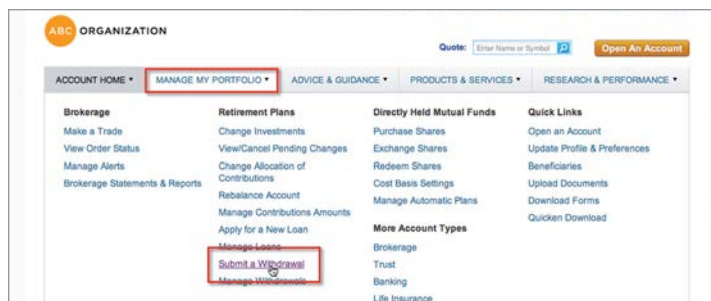 ABC ORGANIZATION
Quote: Enter Name or Symbol Open An Account
ACCOUNT HOME MANAGE MY PORTFOLIO ADVICE & GUIDANCE PRODUCTS & SERVICES RESEARCH & PERFORMANCE
Brokerage
Make a Trade
View Order Status
Manage Alerts
Brokerage Statements & Reports
Retirement Plans
Change Investments
View/Cancel Pending Changes
Change Allocation of
Contributions
Rebalance Account
Manage Contributions Amounts
Apply for a New Loan
Manage Loans
Submit a Withdrawal
Manage Withdrawals
Directly Held Mutual Funds
Purchase Shares
Exchange Shares
Redeem Shares
Cost Basis Settings
Manage Automatic Plans
More Account Types
Brokerage
Trust
Banking
Life Insurance
Quick Links
Open an Account
Update Profile & Preferences
Beneficiaries
Upload Documents
Download Forms
Quicken Download